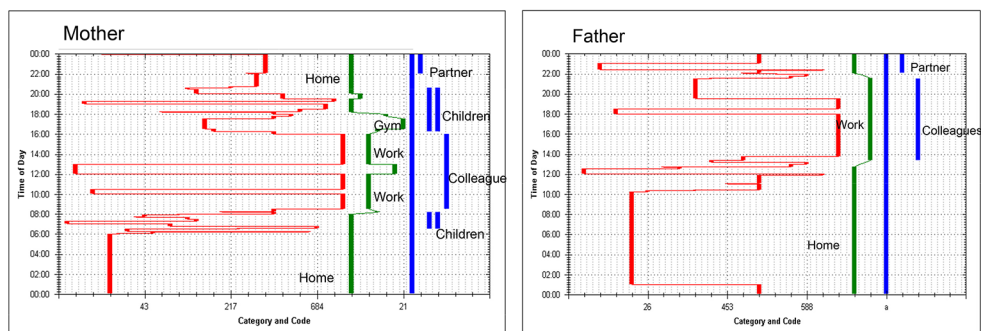 Mother
00:00
22:00
20:00
18:00
16:00
14:00
12:00
10:00
08:00
06:00
04:00
02:00
00:00
Time of Day
Home
Gym
Work
Work
Home
Partner
Children
Colleague
Children
43 217 684 21
Category and Code
Father
00:00
22:00
20:00
18:00
16:00
14:00
12:00
10:00
08:00
06:00
04:00
02:00
00:00
Time of Day
Work
Home
Partner
Colleagues
26 453 588 a
Category and Code